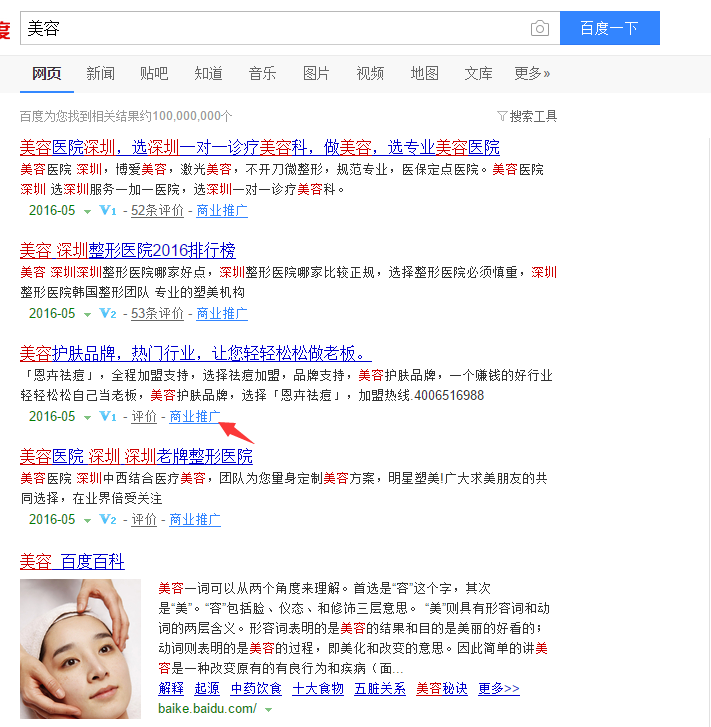 度
美容
百度一下
网页 新闻 贴吧 知道 音乐 图片 视频 地图 文库 更多»
百度为您找到相关结果约100,000,000个
搜索工具
美容医院深圳，选深圳一对一诊疗美容科，做美容，选专业美容医院
美容医院 深圳，博爱美容，激光美容，不开刀微整形，规范专业，医保定点医院。美容医院
深圳 选深圳服务一加一医院，选深圳一对一诊疗美容科。
2016-05 V1 - 52条评价 - 商业推广
美容 深圳整形医院2016排行榜
美容 深圳深圳整形医院哪家好点，深圳整形医院哪家比较正规，选择整形医院必须慎重，深圳
整形医院韩国整形团队 专业的塑美机构
2016-05 V2 - 53条评价 - 商业推广
美容护肤品牌，热门行业，让您轻轻松松做老板。
「恩卉祛痘」，全程加盟支持，选择祛痘加盟，品牌支持，美容护肤品牌，一个赚钱的好行业
轻轻松松自己当老板，美容护肤品牌，选择「恩卉祛痘」，加盟热线.4006516988
2016-05 V1 - 评价 - 商业推广
美容医院 深圳 深圳老牌整形医院
美容医院 深圳中西结合医疗美容，团队为您量身定制美容方案，明星塑美!广大求美朋友的共
同选择，在业界倍受关注
2016-05 V2 - 评价 - 商业推广
美容_百度百科
美容一词可以从两个角度来理解。首选是“容”这个字，其次
是“美”。“容”包括脸、仪态、和修饰三层意思。 “美”则具有形容词和动
词的两层含义。形容词表明的是美容的结果和目的是美丽的好看的；
动词则表明的是美容的过程，即美化和改变的意思。因此简单的讲美
容是一种改变原有的有良行为和疾病（面...
解释 起源 中药饮食 十大食物 五脏关系 美容秘诀 更多>>
baike.baidu.com/